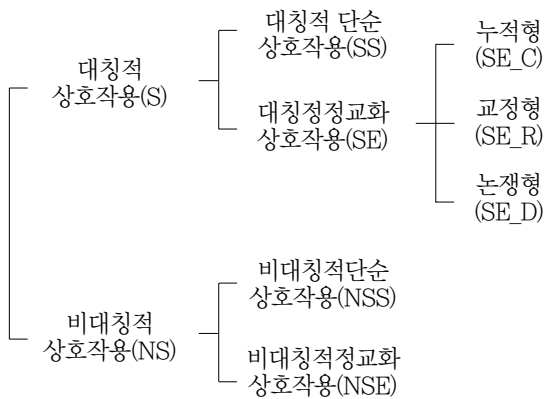 대칭적
상호작용(S)
대칭적 단순
상호작용(SS)
대칭정정교화
상호작용(SE)
누적형
(SE_C)
교정형
(SE_R)
논쟁형
(SE_D)
비대칭적
상호작용(NS)
비대칭적단순
상호작용(NSS)
비대칭적정교화
상호작용(NSE)